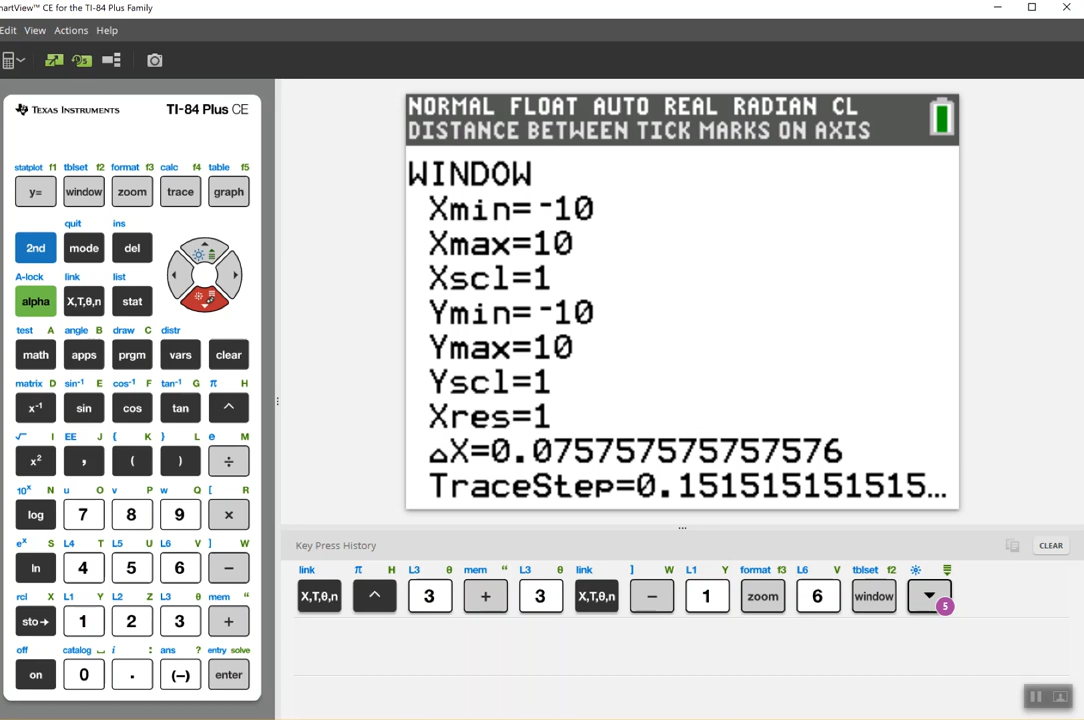 martView™ CE for the TI-84 Plus Family
Edit View Actions Help
TEXAS INSTRUMENTS TI-84 Plus CE
statplot f1 tblset f2 format f3 calc f4 table f5
y= window zoom trace graph
quit ins
2nd mode del
A-lock link list
alpha X,T,θ,n stat
test A angle B draw C distr
math apps prgm vars clear
matrix D sin⁻¹ E cos⁻¹ F tan⁻¹ G π H
x⁻¹ sin cos tan ^
√ I EE J { K } L e M
x² , ( ) ÷
10ˣ N u O v P w Q [ R
log 7 8 9 ×
eˣ S L4 T L5 U L6 V ] W
ln 4 5 6 −
rcl X L1 Y L2 Z L3 θ mem "
sto→ 1 2 3 +
off catalog ⎵ i : ans ? entry solve
on 0 . (−) enter
NORMAL FLOAT AUTO REAL RADIAN CL
DISTANCE BETWEEN TICK MARKS ON AXIS
WINDOW
Xmin=-10
Xmax=10
Xscl=1
Ymin=-10
Ymax=10
Yscl=1
Xres=1
△X=0.075757575757576
TraceStep=0.151515151515...
Key Press History
CLEAR
link π H L3 θ mem " L3 θ link ] W L1 Y format f3 L6 V tblset f2
X,T,θ,n ^ 3 + 3 X,T,θ,n − 1 zoom 6 window
5